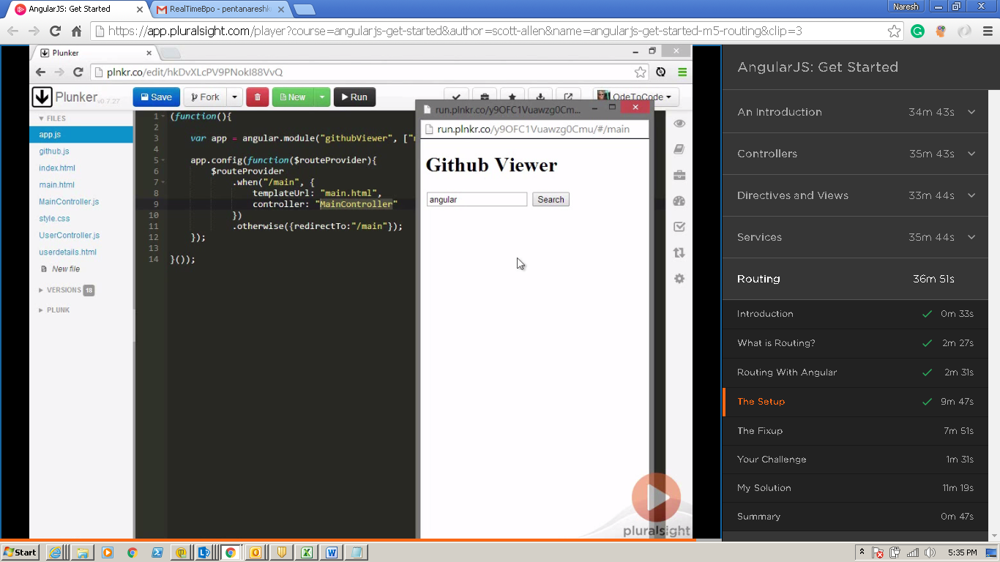 AngularJS: Get Started
RealTimeBpo - pentanareshk
Naresh
https://app.pluralsight.com/player?course=angularjs-get-started&author=scott-allen&name=angularjs-get-started-m5-routing&clip=3
Plunker
plnkr.co/edit/hkDvXLcPV9PNokI88VvQ
Plunker v0.7.27
Save
Fork
New
Run
OdeToCode
FILES
app.js
github.js
index.html
main.html
MainController.js
style.css
UserController.js
userdetails.html
New file
VERSIONS 18
PLUNK
1 (function(){
2
3 var app = angular.module("githubViewer", ["
4
5 app.config(function($routeProvider){
6 $routeProvider
7 .when("/main", {
8 templateUrl: "main.html",
9 controller: "MainController"
10 })
11 .otherwise({redirectTo:"/main"});
12 });
13
14 }());
run.plnkr.co/y9OFC1Vuawzg0Cm...
run.plnkr.co/y9OFC1Vuawzg0Cmu/#/main
Github Viewer
angular
Search
pluralsight
AngularJS: Get Started
An Introduction 34m 43s
Controllers 35m 43s
Directives and Views 33m 44s
Services 35m 44s
Routing 36m 51s
Introduction 0m 33s
What is Routing? 2m 27s
Routing With Angular 2m 31s
The Setup 9m 47s
The Fixup 7m 51s
Your Challenge 1m 31s
My Solution 11m 19s
Summary 0m 47s
Start
5:35 PM